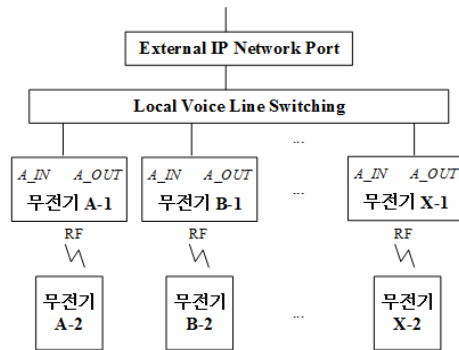 External IP Network Port
Local Voice Line Switching
...
A_IN A_OUT
무전기 A-1
A_IN A_OUT
무전기 B-1
...
A_IN A_OUT
무전기 X-1
RF
RF
RF
무전기
A-2
무전기
B-2
...
무전기
X-2